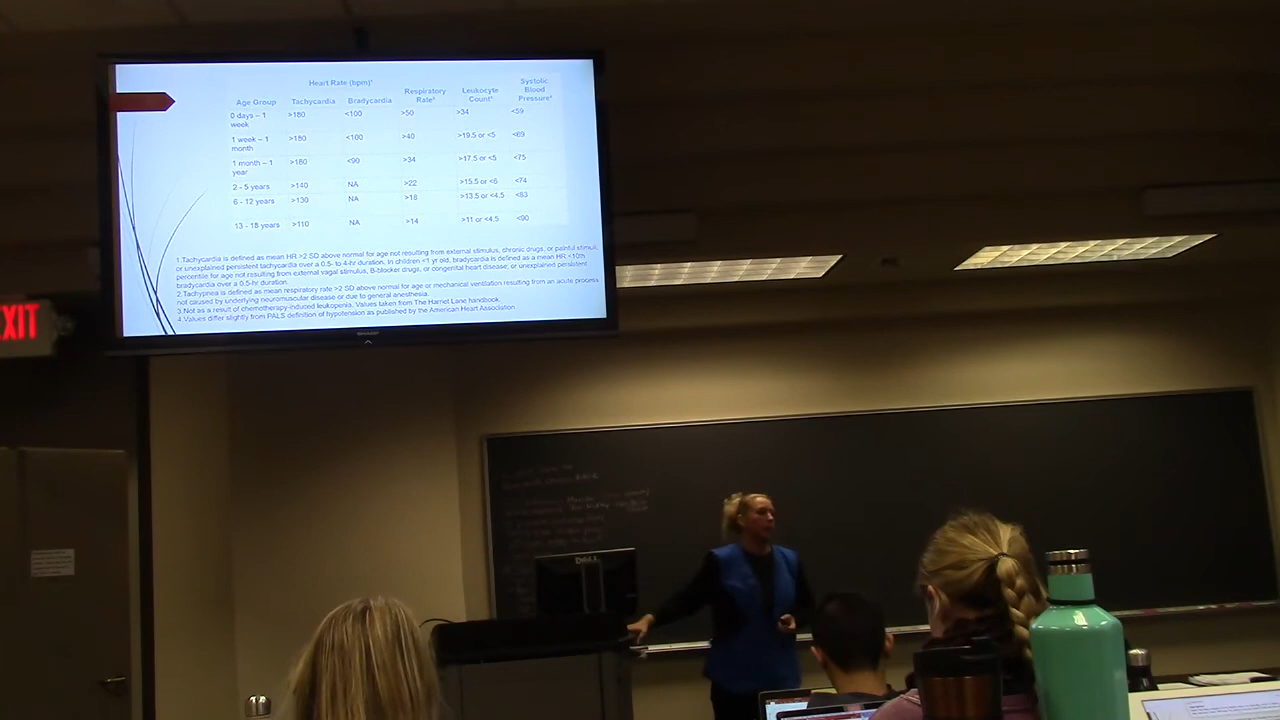 Heart Rate (bpm)¹
Age Group Tachycardia Bradycardia Respiratory Rate² Leukocyte Count³ Systolic Blood Pressure⁴
0 days – 1 week >180 <100 >50 >34 <59
1 week – 1 month >180 <100 >40 >19.5 or <5 <69
1 month – 1 year >180 <90 >34 >17.5 or <5 <75
2 - 5 years >140 NA >22 >15.5 or <6 <74
6 - 12 years >130 NA >18 >13.5 or <4.5 <83
13 - 18 years >110 NA >14 >11 or <4.5 <90
1.Tachycardia is defined as mean HR >2 SD above normal for age not resulting from external stimulus, chronic drugs, or painful stimuli,
or unexplained persistent tachycardia over a 0.5- to 4-hr duration. In children <1 yr old, bradycardia is defined as a mean HR <10th
percentile for age not resulting from external vagal stimulus, B-blocker drugs, or congenital heart disease; or unexplained persistent
bradycardia over a 0.5-hr duration.
2.Tachypnea is defined as mean respiratory rate >2 SD above normal for age or mechanical ventilation resulting from an acute process
not caused by underlying neuromuscular disease or due to general anesthesia.
3.Not as a result of chemotherapy-induced leukopenia. Values taken from The Harriet Lane handbook.
4.Values differ slightly from PALS definition of hypotension as published by the American Heart Association
SHARP
EXIT
DELL